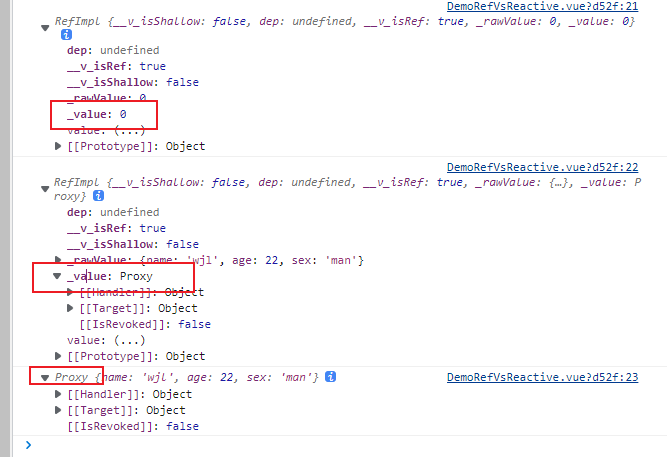 DemoRefVsReactive.vue?d52f:21
RefImpl {__v_isShallow: false, dep: undefined, __v_isRef: true, _rawValue: 0, _value: 0}
i
dep: undefined
__v_isRef: true
__v_isShallow: false
_rawValue: 0
_value: 0
value: (...)
[[Prototype]]: Object
DemoRefVsReactive.vue?d52f:22
RefImpl {__v_isShallow: false, dep: undefined, __v_isRef: true, _rawValue: {…}, _value: P
roxy} i
dep: undefined
__v_isRef: true
__v_isShallow: false
_rawValue: {name: 'wjl', age: 22, sex: 'man'}
_value: Proxy
[[Handler]]: Object
[[Target]]: Object
[[IsRevoked]]: false
value: (...)
[[Prototype]]: Object
Proxy {name: 'wjl', age: 22, sex: 'man'} i DemoRefVsReactive.vue?d52f:23
[[Handler]]: Object
[[Target]]: Object
[[IsRevoked]]: false